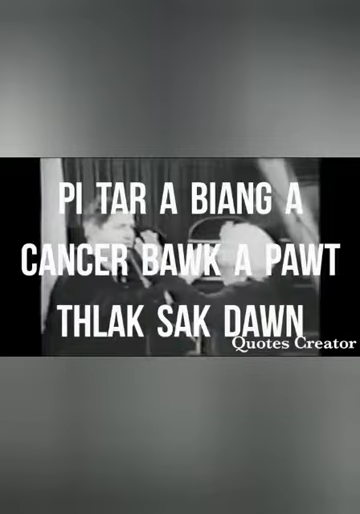 PI TAR A BIANG A
CANCER BAWK A PAWT
THLAK SAK DAWN
Quotes Creator